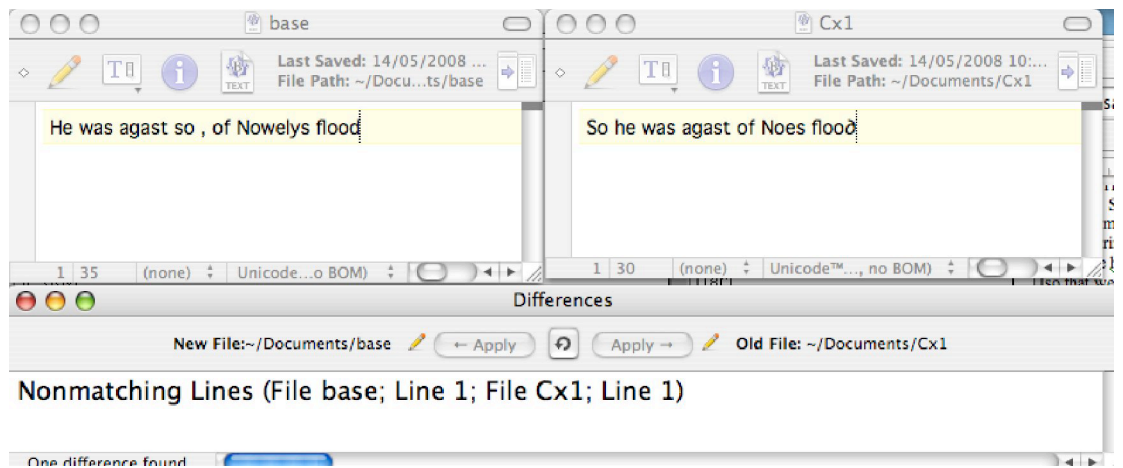 base
Last Saved: 14/05/2008 ...
File Path: ~/Docu...ts/base
TEXT
He was agast so , of Nowelys flood
1 35 (none) Unicode...o BOM)
Cx1
Last Saved: 14/05/2008 10:...
File Path: ~/Documents/Cx1
TEXT
So he was agast of Noes flooð
1 30 (none) Unicode™..., no BOM)
Differences
New File:~/Documents/base ← Apply Apply → Old File: ~/Documents/Cx1
Nonmatching Lines (File base; Line 1; File Cx1; Line 1)
One difference found